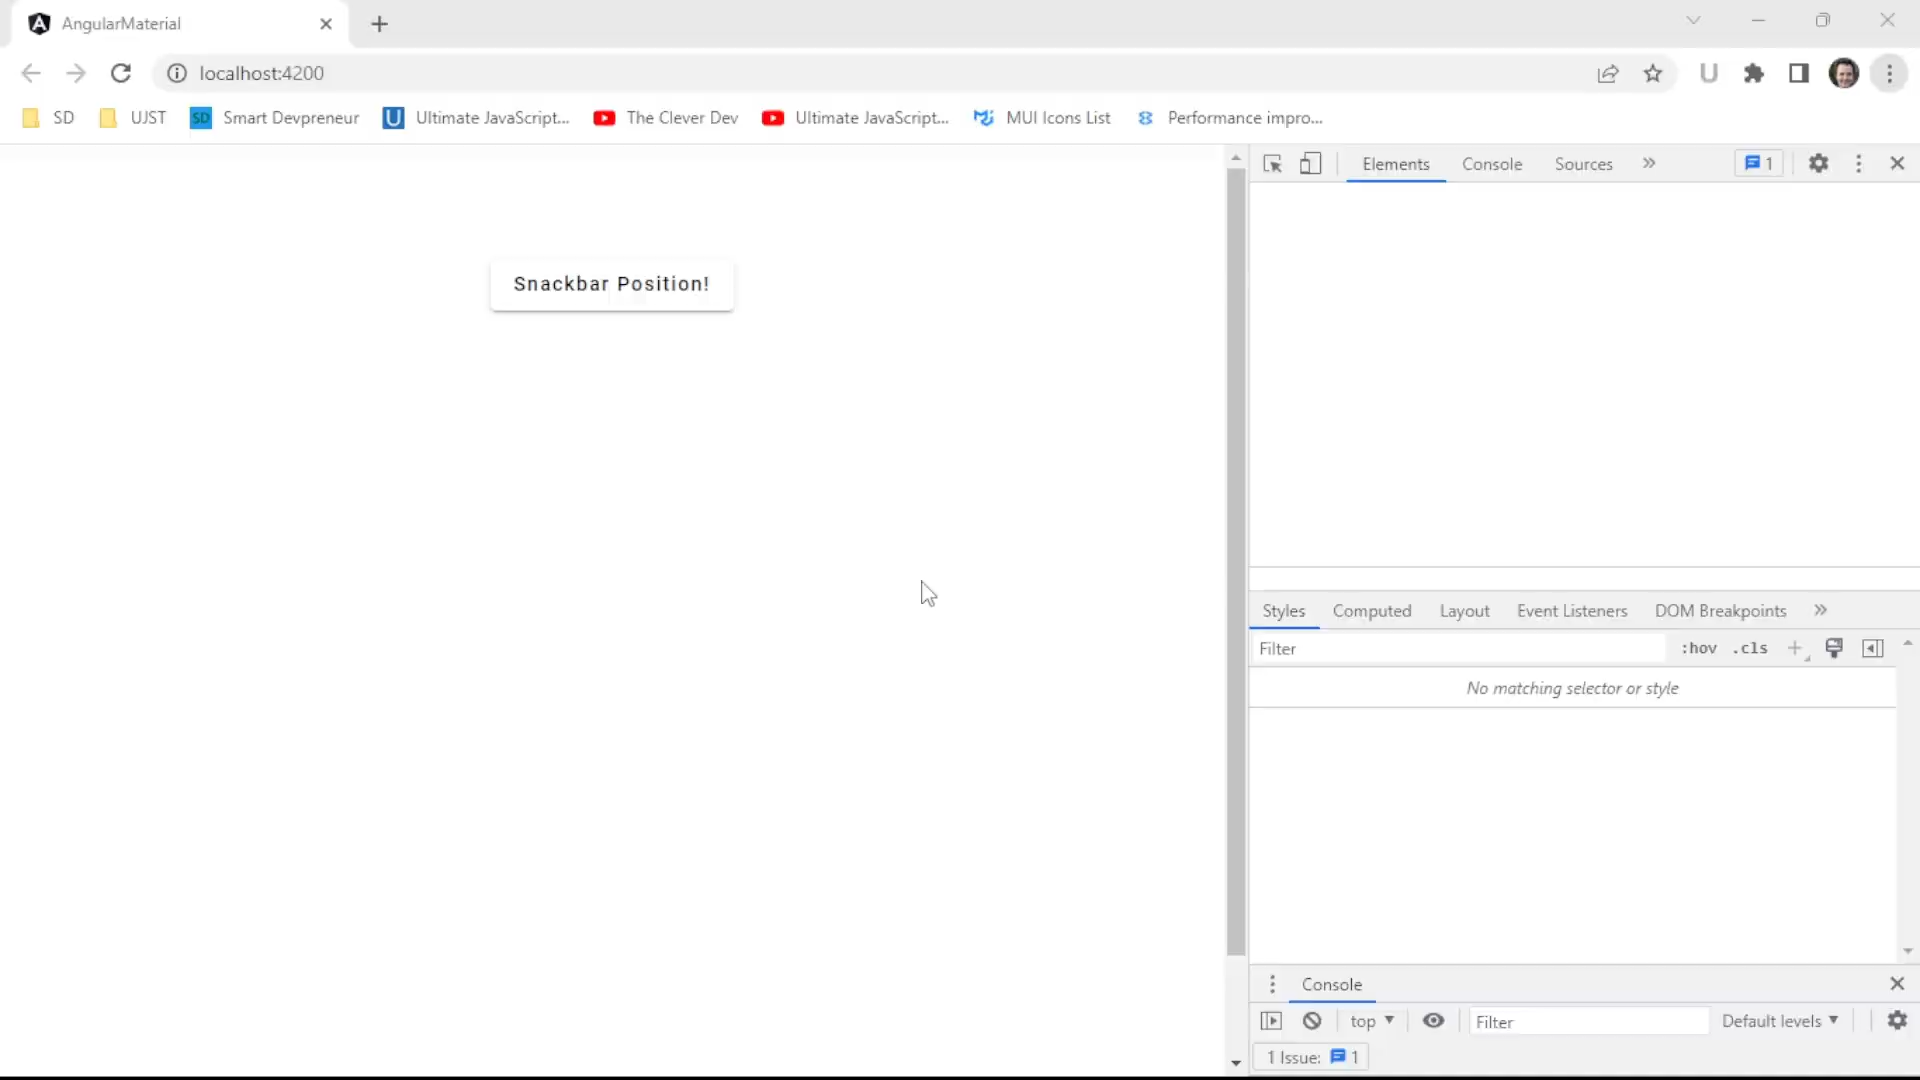 AngularMaterial
localhost:4200
SD UJST SD Smart Devpreneur U Ultimate JavaScript... The Clever Dev Ultimate JavaScript... MUI Icons List Performance impro...
Elements Console Sources » 1
Snackbar Position!
Styles Computed Layout Event Listeners DOM Breakpoints »
Filter :hov .cls
No matching selector or style
Console
top Filter Default levels
1 Issue: 1